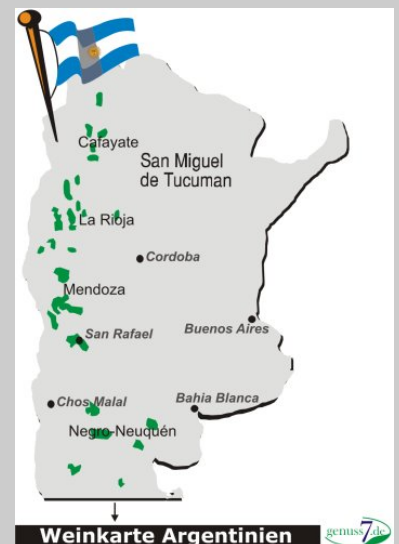 Cafayate
San Miguel
de Tucuman
La Rioja
Cordoba
Mendoza
San Rafael
Buenos Aires
Chos Malal
Bahia Blanca
Negro-Neuquén
Weinkarte Argentinien
genuss7.de